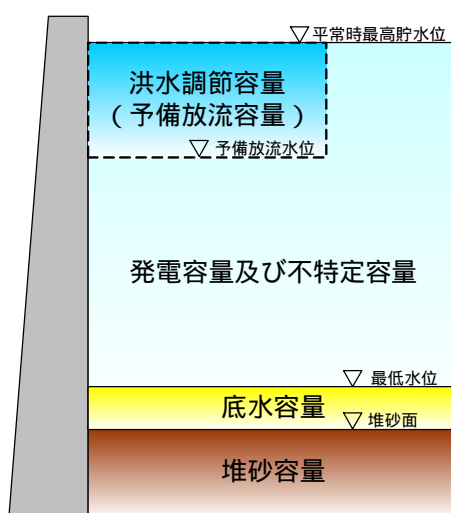 ▽平常時最高貯水位
洪水調節容量
(予備放流容量)
▽ 予備放流水位
発電容量及び不特定容量
▽ 最低水位
底水容量
▽ 堆砂面
堆砂容量